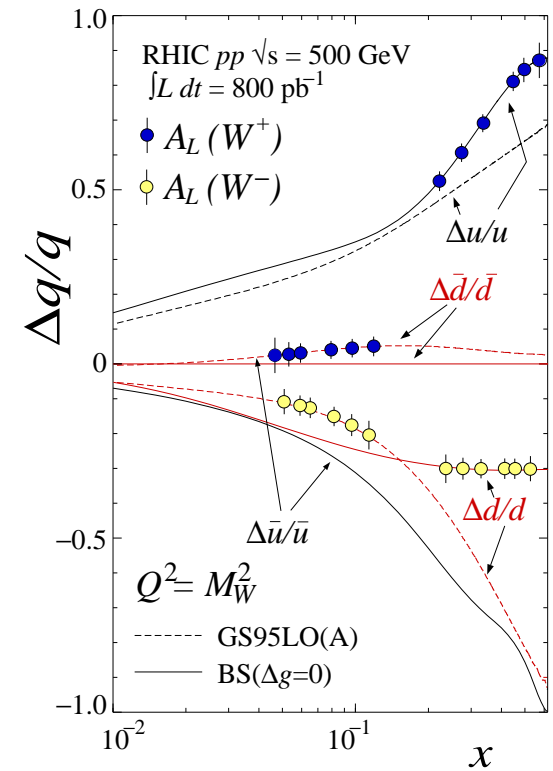 1.0
RHIC pp √s = 500 GeV
∫L dt = 800 pb⁻¹
A_L (W⁺)
A_L (W⁻)
0.5
Δu/u
Δq/q
Δd̄/d̄
0
Δd/d
Δū/ū
−0.5
Q² = M_W²
GS95LO(A)
BS(Δg=0)
−1.0
10⁻²
10⁻¹
x